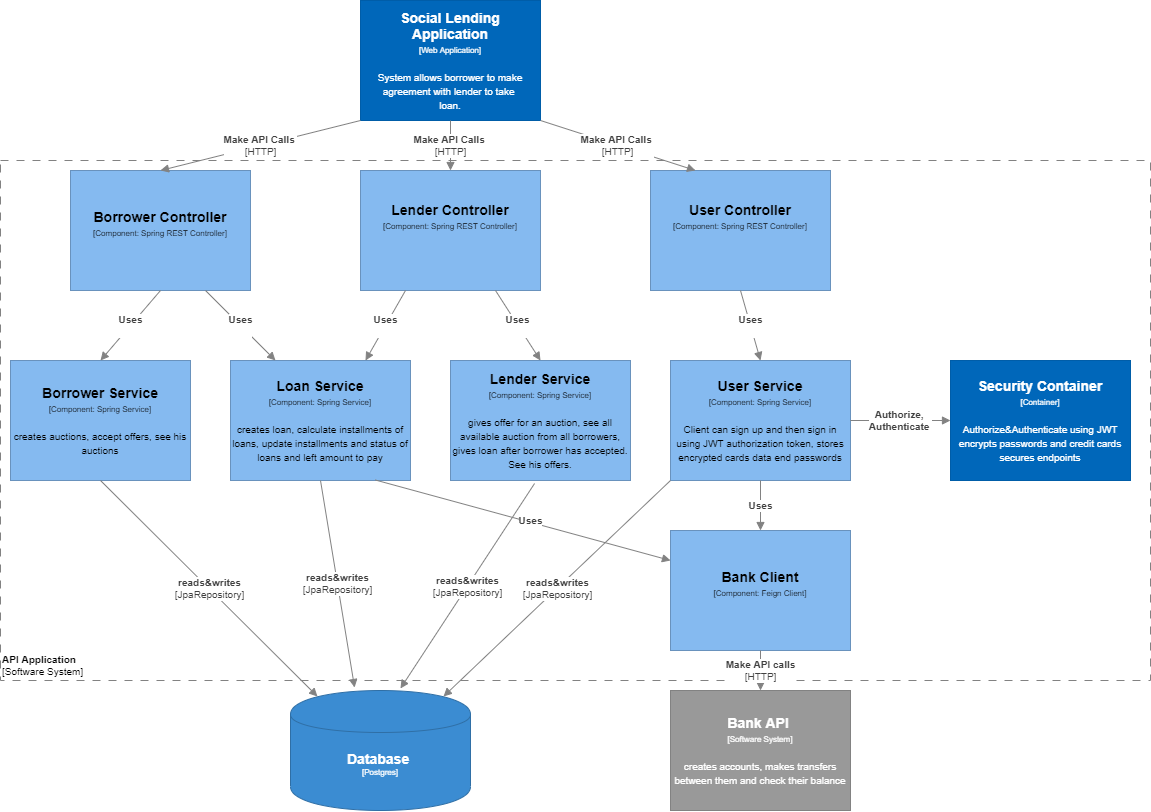 Social Lending
Application
[Web Application]
System allows borrower to make
agreement with lender to take
loan.
Make API Calls
[HTTP]
Make API Calls
[HTTP]
Make API Calls
[HTTP]
Borrower Controller
[Component: Spring REST Controller]
Lender Controller
[Component: Spring REST Controller]
User Controller
[Component: Spring REST Controller]
Uses
Uses
Uses
Uses
Uses
Borrower Service
[Component: Spring Service]
creates auctions, accept offers, see his
auctions
Loan Service
[Component: Spring Service]
creates loan, calculate installments of
loans, update installments and status of
loans and left amount to pay
Lender Service
[Component: Spring Service]
gives offer for an auction, see all
available auction from all borrowers,
gives loan after borrower has accepted.
See his offers.
User Service
[Component: Spring Service]
Client can sign up and then sign in
using JWT authorization token, stores
encrypted cards data end passwords
Authorize,
Authenticate
Security Container
[Container]
Authorize&Authenticate using JWT
encrypts passwords and credit cards
secures endpoints
Uses
Uses
Bank Client
[Component: Feign Client]
reads&writes
[JpaRepository]
reads&writes
[JpaRepository]
reads&writes
[JpaRepository]
reads&writes
[JpaRepository]
API Application
[Software System]
Make API calls
[HTTP]
Database
[Postgres]
Bank API
[Software System]
creates accounts, makes transfers
between them and check their balance